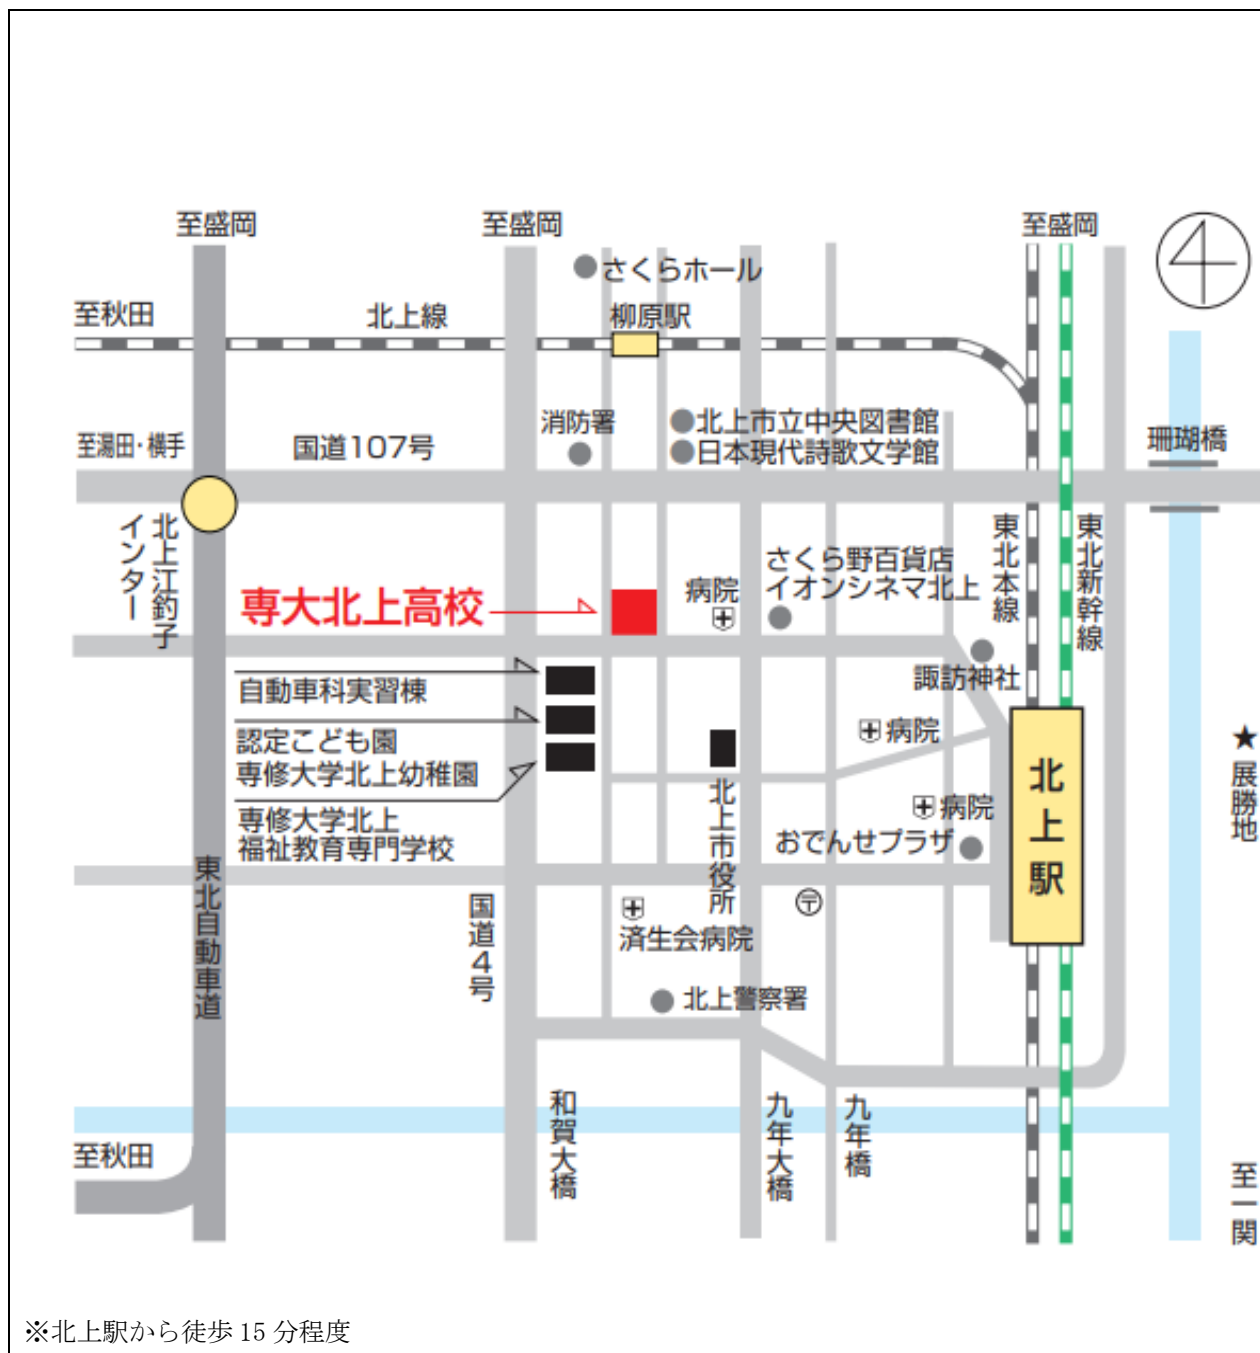 至盛岡
至盛岡
至盛岡
さくらホール
至秋田
北上線
柳原駅
消防署
北上市立中央図書館
日本現代詩歌文学館
至湯田・横手
国道107号
珊瑚橋
北上江釣子
インター
東北本線
東北新幹線
さくら野百貨店
イオンシネマ北上
病院
専大北上高校
諏訪神社
自動車科実習棟
認定こども園
専修大学北上幼稚園
専修大学北上
福祉教育専門学校
病院
北上駅
★展勝地
病院
北上市役所
おでんせプラザ
東北自動車道
国道4号
〒
済生会病院
北上警察署
和賀大橋
九年大橋
九年橋
至秋田
至一関
※北上駅から徒歩 15 分程度